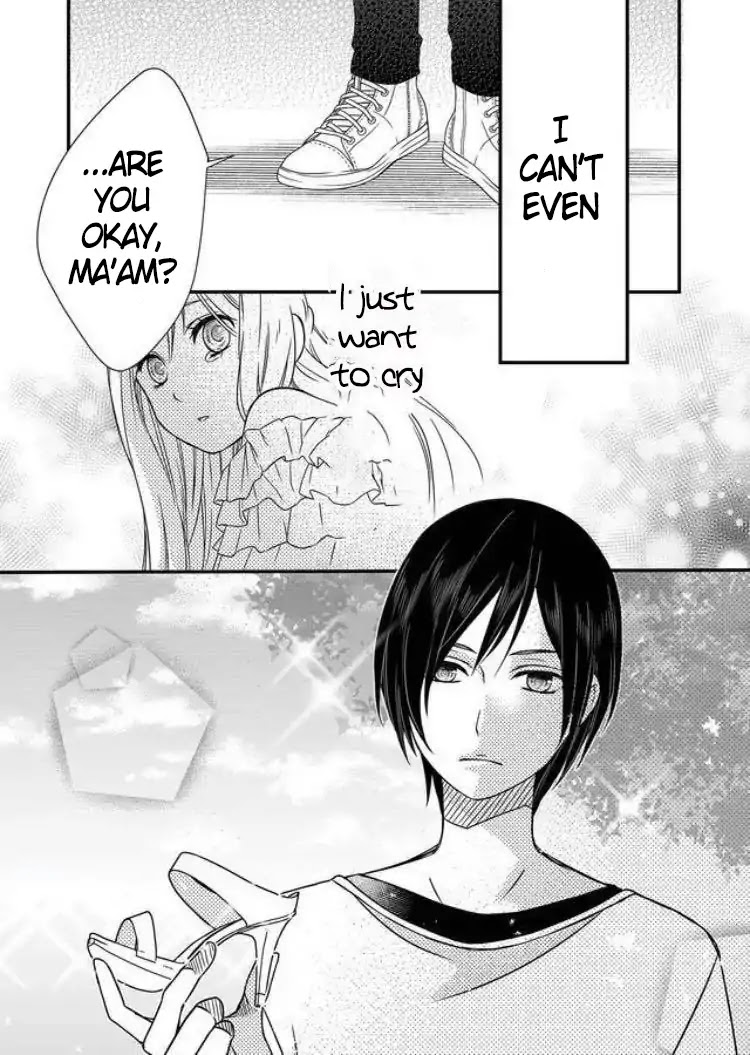 I
CAN'T
EVEN
...ARE
YOU
OKAY,
MA'AM?
I just
want
to cry